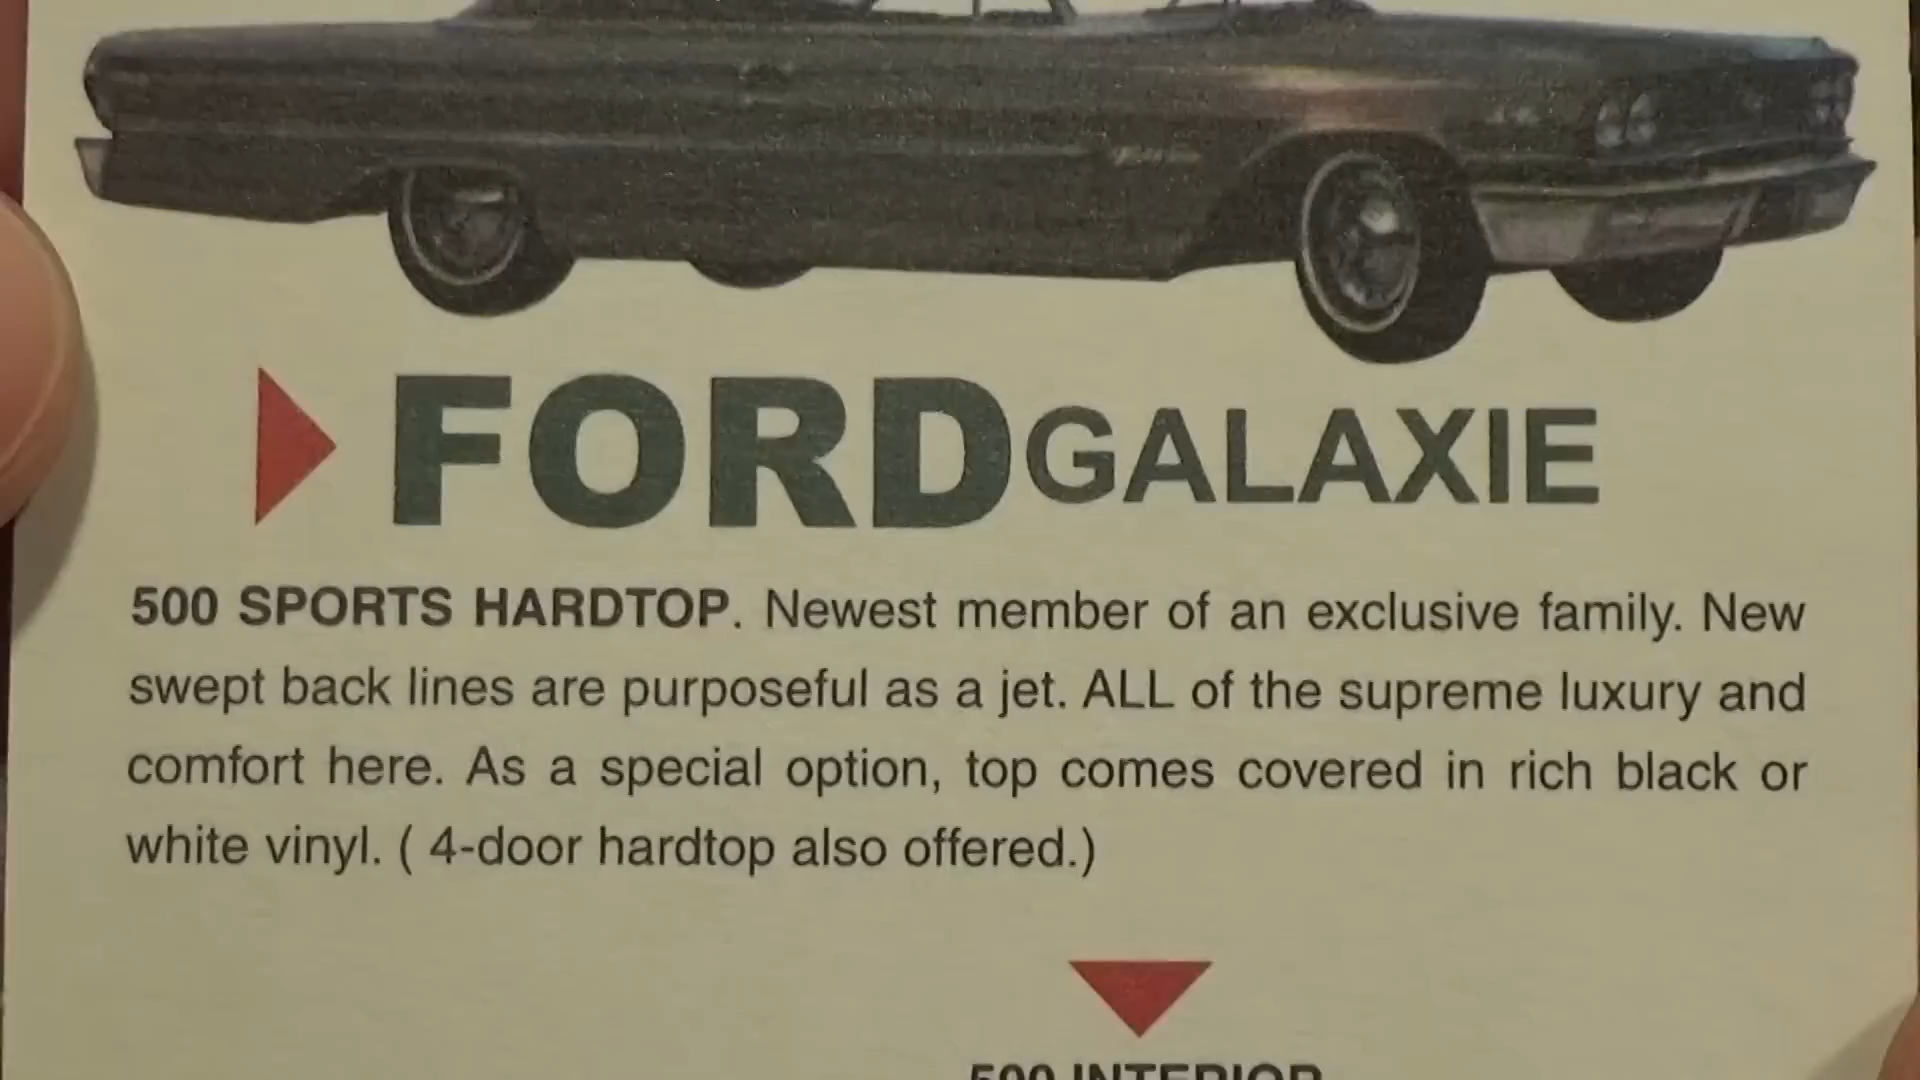 FORD GALAXIE
500 SPORTS HARDTOP. Newest member of an exclusive family. New
swept back lines are purposeful as a jet. ALL of the supreme luxury and
comfort here. As a special option, top comes covered in rich black or
white vinyl. ( 4-door hardtop also offered.)
500 INTERIOR